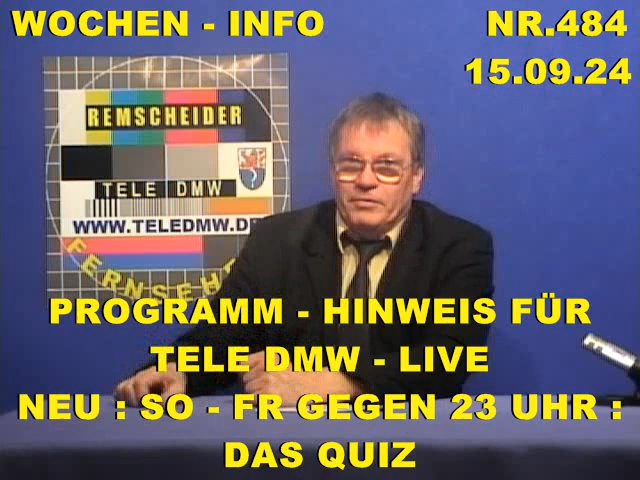 WOCHEN - INFO NR.484
15.09.24
REMSCHEIDER
TELE DMW
WWW.TELEDMW.DE
FERNSEHE
PROGRAMM - HINWEIS FÜR
TELE DMW - LIVE
NEU : SO - FR GEGEN 23 UHR :
DAS QUIZ